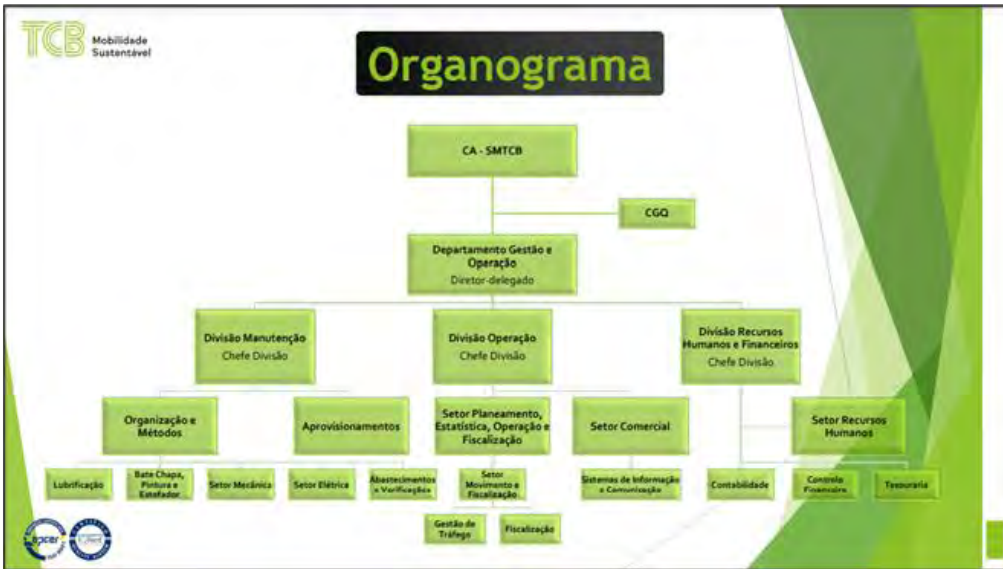 TCB Mobilidade
Sustentável
Organograma
CA - SMTCB
CGQ
Departamento Gestão e
Operação
Diretor-delegado
Divisão Manutenção
Chefe Divisão
Divisão Operação
Chefe Divisão
Divisão Recursos
Humanos e Financeiros
Chefe Divisão
Organização e
Métodos
Aprovisionamentos
Setor Planeamento,
Estatística, Operação e
Fiscalização
Setor Comercial
Setor Recursos
Humanos
Lubrificação
Bate Chapa,
Pintura e
Estofador
Setor Mecânica
Setor Elétrica
Abastecimentos
e Verificações
Setor
Movimento e
Fiscalização
Sistemas de Informação
e Comunicação
Contabilidade
Controlo
Financeiro
Tesouraria
Gestão de
Tráfego
Fiscalização
apcer